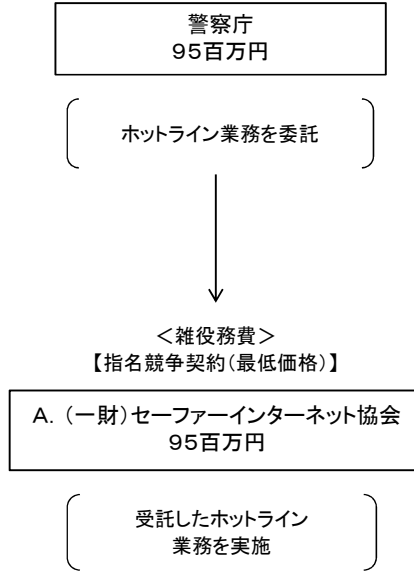 警察庁
95百万円
ホットライン業務を委託
＜雑役務費＞
【指名競争契約（最低価格）】
A．（一財）セーファーインターネット協会
95百万円
受託したホットライン
業務を実施